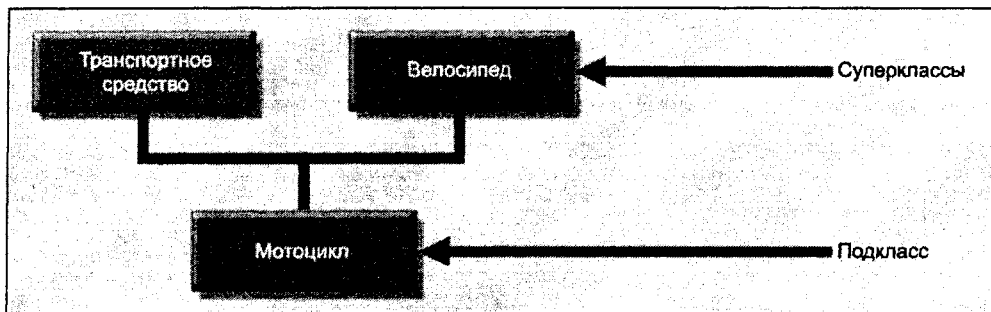 Транспортное
средство
Велосипед
Суперклассы
Мотоцикл
Подкласс